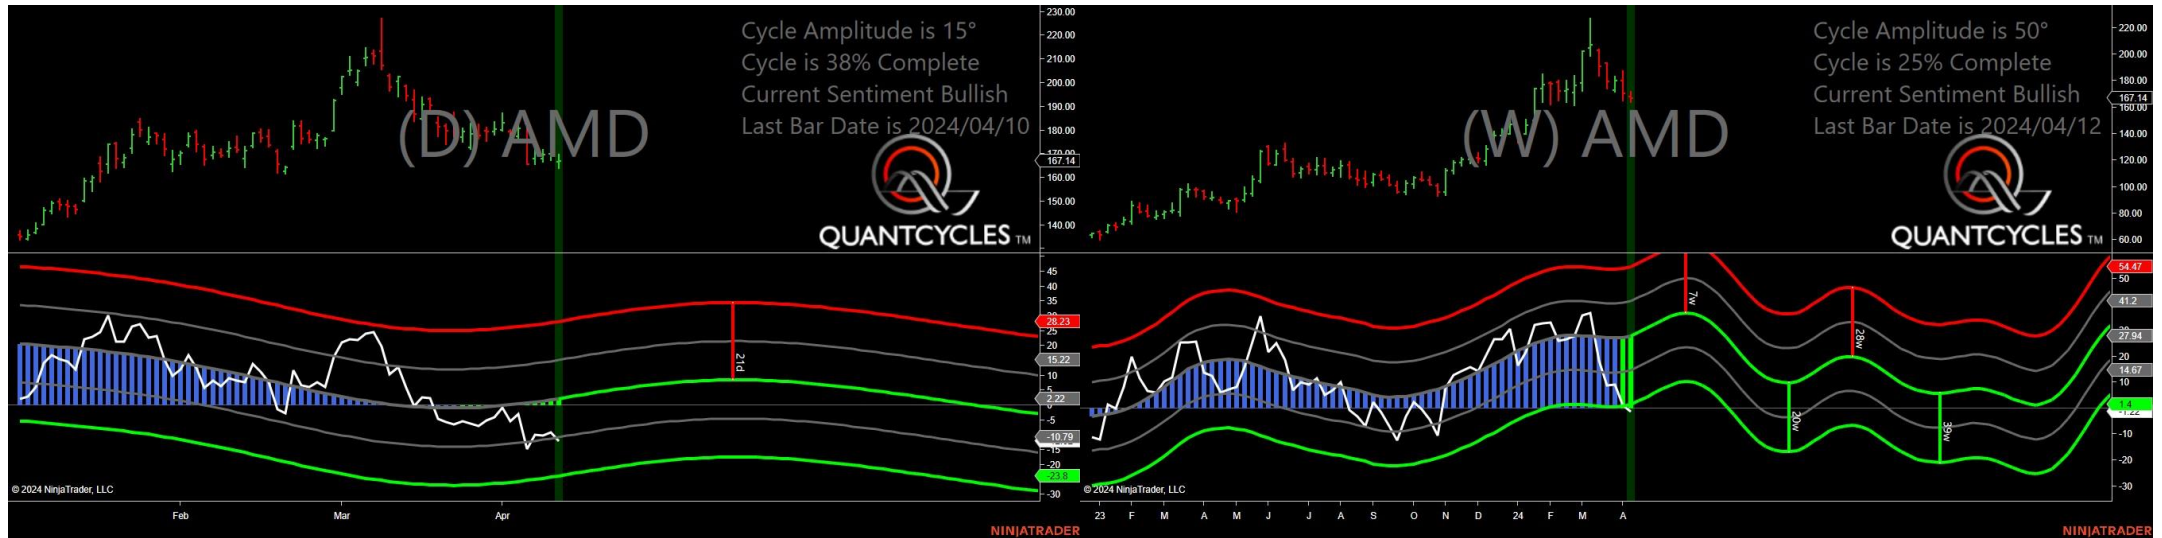 Cycle Amplitude is 15°
Cycle is 38% Complete
Current Sentiment Bullish
Last Bar Date is 2024/04/10
(D) AMD
QUANTCYCLES TM
230.00
220.00
210.00
200.00
190.00
180.00
170.00
167.14
160.00
150.00
140.00
45
40
35
28.23
25
20
15.22
10
5
2.22
0
-5
-10.79
-15
-20
-23.8
-30
21d
© 2024 NinjaTrader, LLC
Feb Mar Apr
NINJATRADER
Cycle Amplitude is 50°
Cycle is 25% Complete
Current Sentiment Bullish
Last Bar Date is 2024/04/12
(W) AMD
QUANTCYCLES TM
220.00
200.00
180.00
167.14
160.00
140.00
120.00
100.00
80.00
60.00
54.47
50
41.2
27.94
20
14.67
10
1.4
-1.22
-10
-20
-30
7w
28w
20w
39w
© 2024 NinjaTrader, LLC
23 F M A M J J A S O N D 24 F M A
NINJATRADER